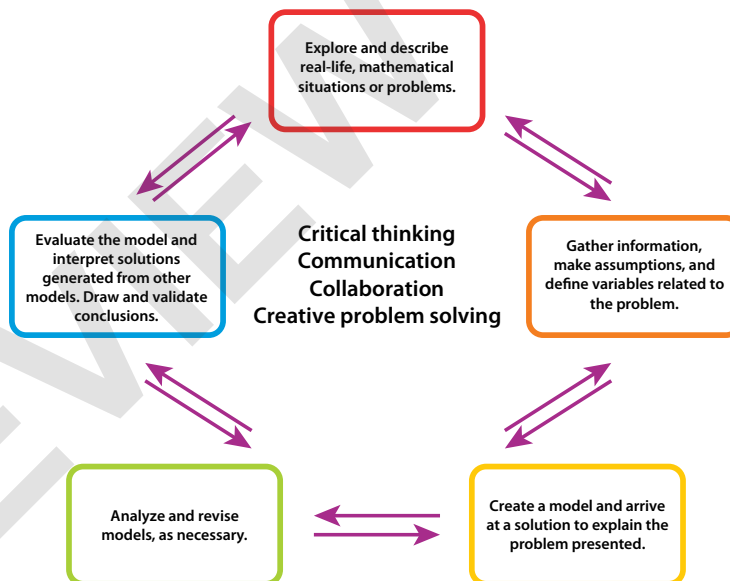 Explore and describe
real-life, mathematical
situations or problems.
Evaluate the model and
interpret solutions
generated from other
models. Draw and validate
conclusions.
Critical thinking
Communication
Collaboration
Creative problem solving
Gather information,
make assumptions, and
define variables related to
the problem.
Analyze and revise
models, as necessary.
Create a model and arrive
at a solution to explain the
problem presented.